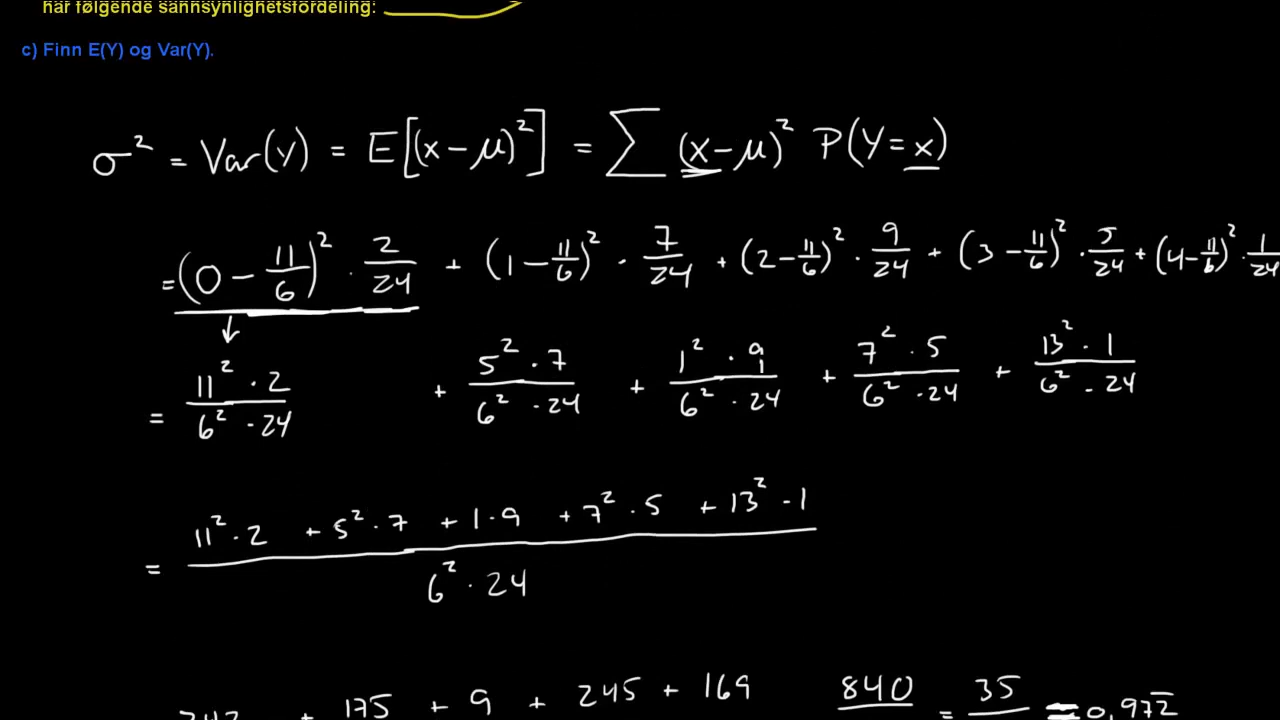 har følgende sannsynlighetsfordeling:
c) Finn E(Y) og Var(Y).
σ² = Var(Y) = E[(x-μ)²] = ∑ (x-μ)² P(Y=x)
= (0 - 11/6)² · 2/24 + (1 - 11/6)² · 7/24 + (2 - 11/6)² · 9/24 + (3 - 11/6)² · 5/24 + (4 - 11/6)² · 1/24
= 11² · 2 / 6² · 24 + 5² · 7 / 6² · 24 + 1² · 9 / 6² · 24 + 7² · 5 / 6² · 24 + 13² · 1 / 6² · 24
= 11² · 2 + 5² · 7 + 1 · 9 + 7² · 5 + 13² · 1
6² · 24
242 + 175 + 9 + 245 + 169 840 = 35 = 0,972